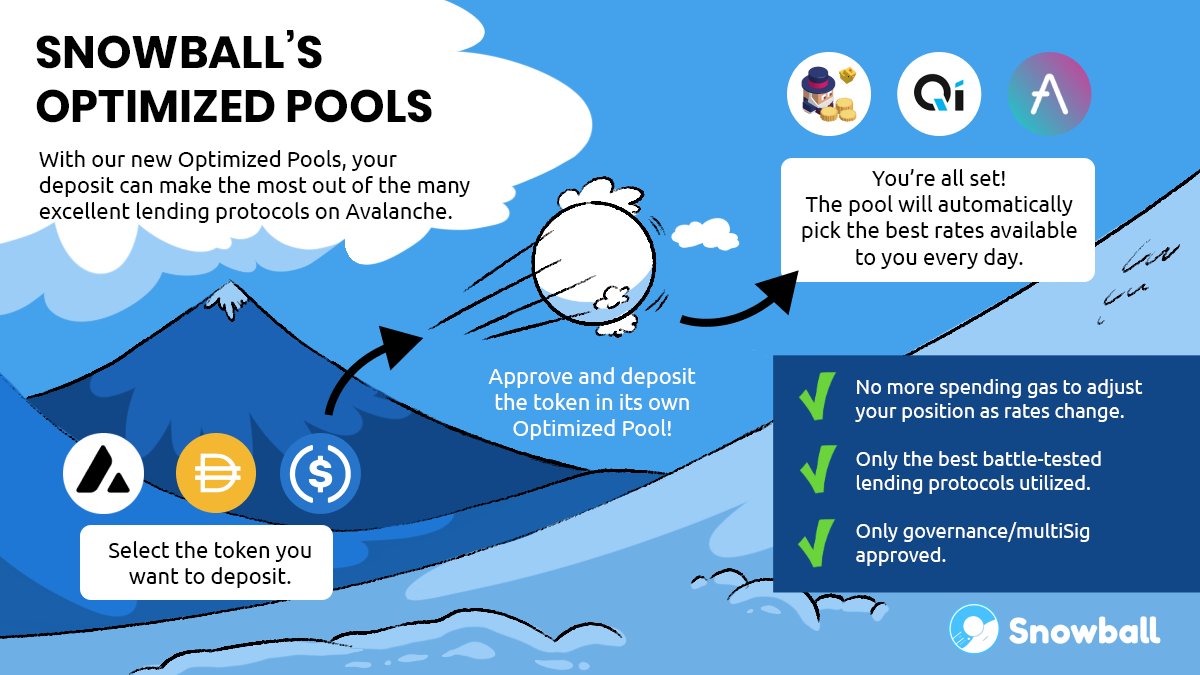 SNOWBALL’S
OPTIMIZED POOLS
With our new Optimized Pools, your
deposit can make the most out of the many
excellent lending protocols on Avalanche.
Select the token you
want to deposit.
Approve and deposit
the token in its own
Optimized Pool!
Qi
You’re all set!
The pool will automatically
pick the best rates available
to you every day.
No more spending gas to adjust
your position as rates change.
Only the best battle-tested
lending protocols utilized.
Only governance/multiSig
approved.
Snowball